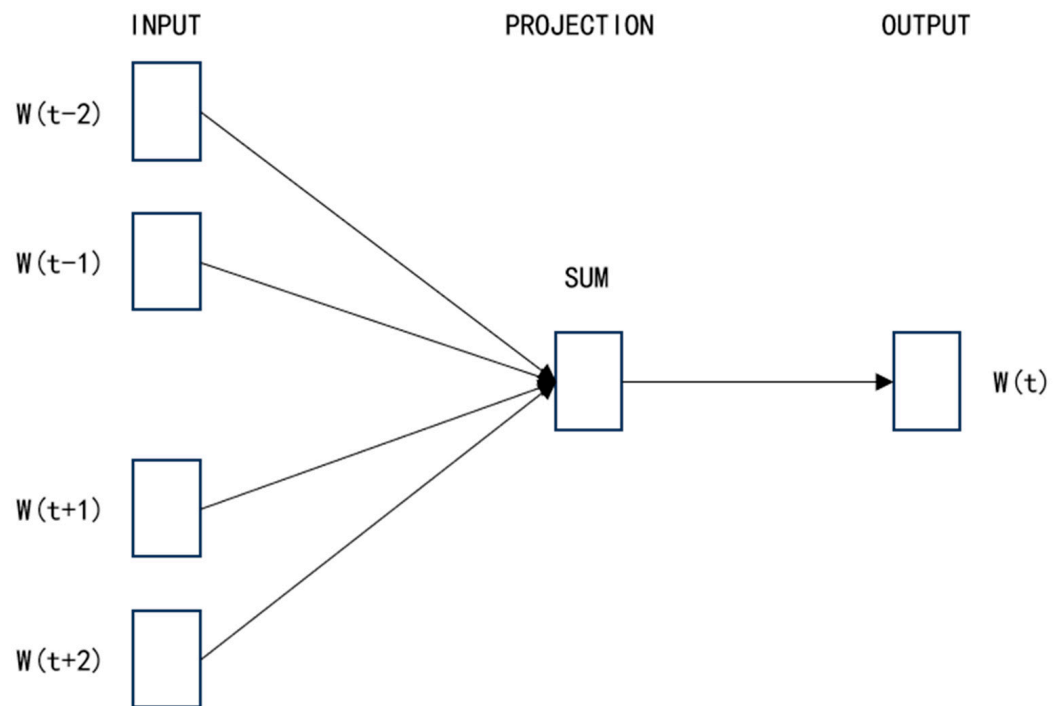 INPUT PROJECTION OUTPUT
W(t-2)
W(t-1)
SUM
W(t)
W(t+1)
W(t+2)